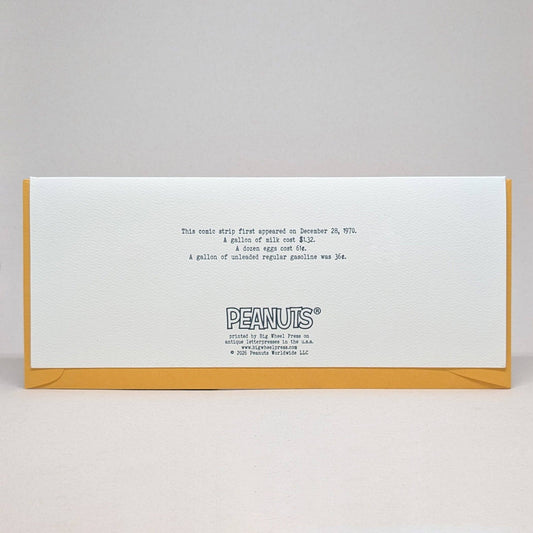 This comic strip first appeared on December 28, 1970.
A gallon of milk cost $1.32.
A dozen eggs cost 61¢.
A gallon of unleaded regular gasoline was 36¢.
PEANUTS®
printed by Big Wheel Press on
antique letterpresses in the u.s.a.
www.bigwheelpress.com
© 2026 Peanuts Worldwide LLC